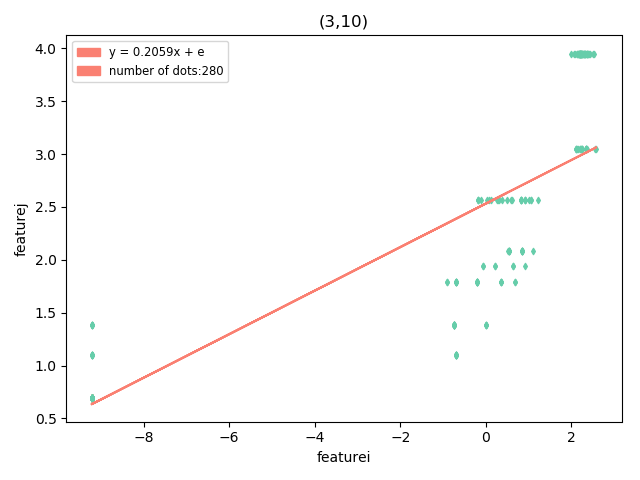 (3,10)
y = 0.2059x + e
number of dots:280
4.0
3.5
3.0
2.5
2.0
1.5
1.0
0.5
featurej
−8 −6 −4 −2 0 2
featurei